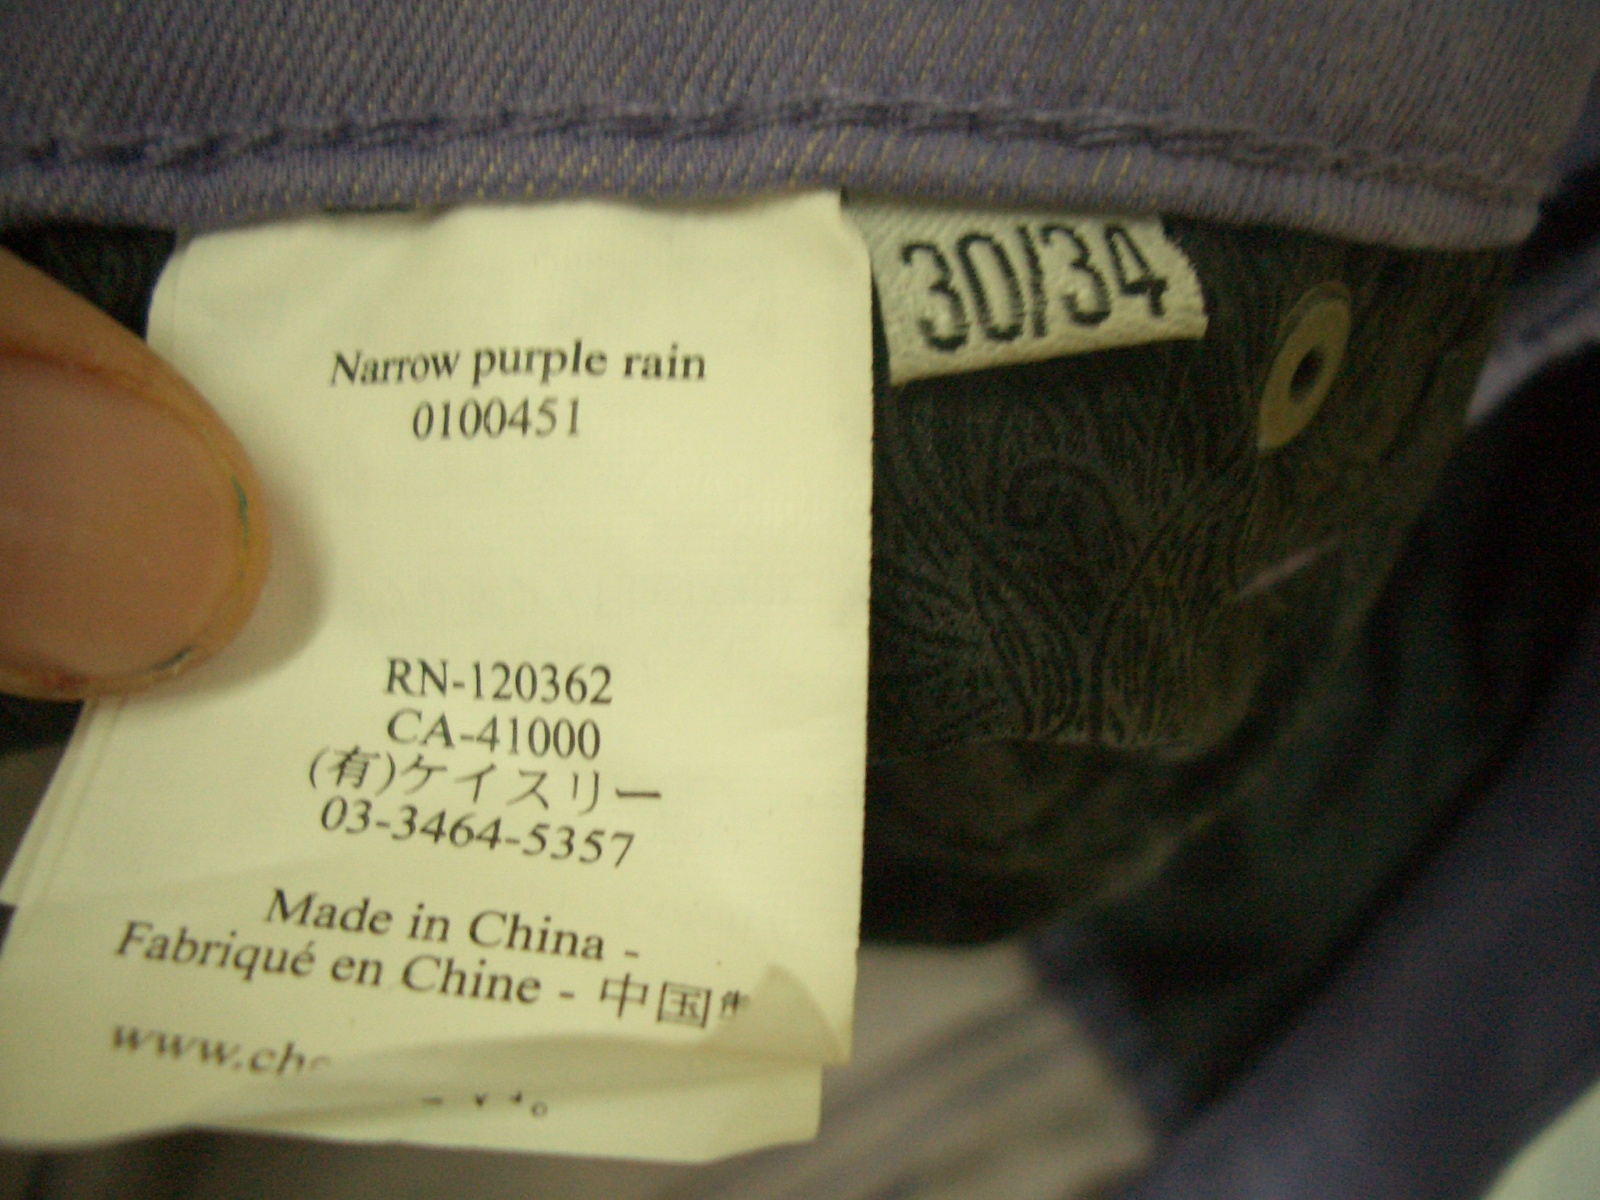 30/34
Narrow purple rain
0100451
RN-120362
CA-41000
(有)ケイスリー
03-3464-5357
Made in China -
Fabriqué en Chine - 中国